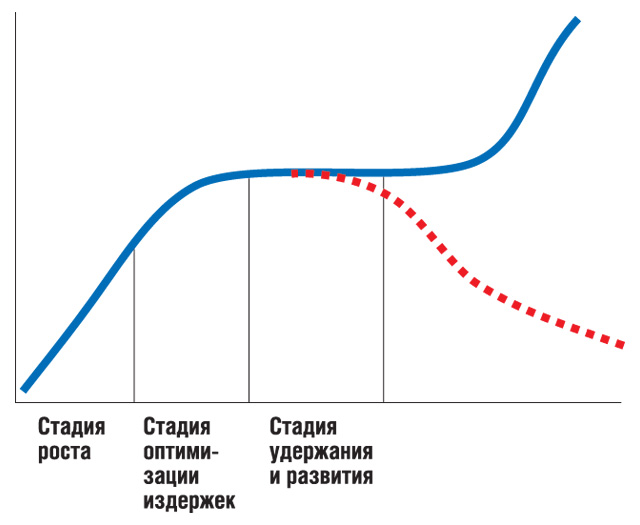 Стадия
роста
Стадия
оптими-
зации
издержек
Стадия
удержания
и развития